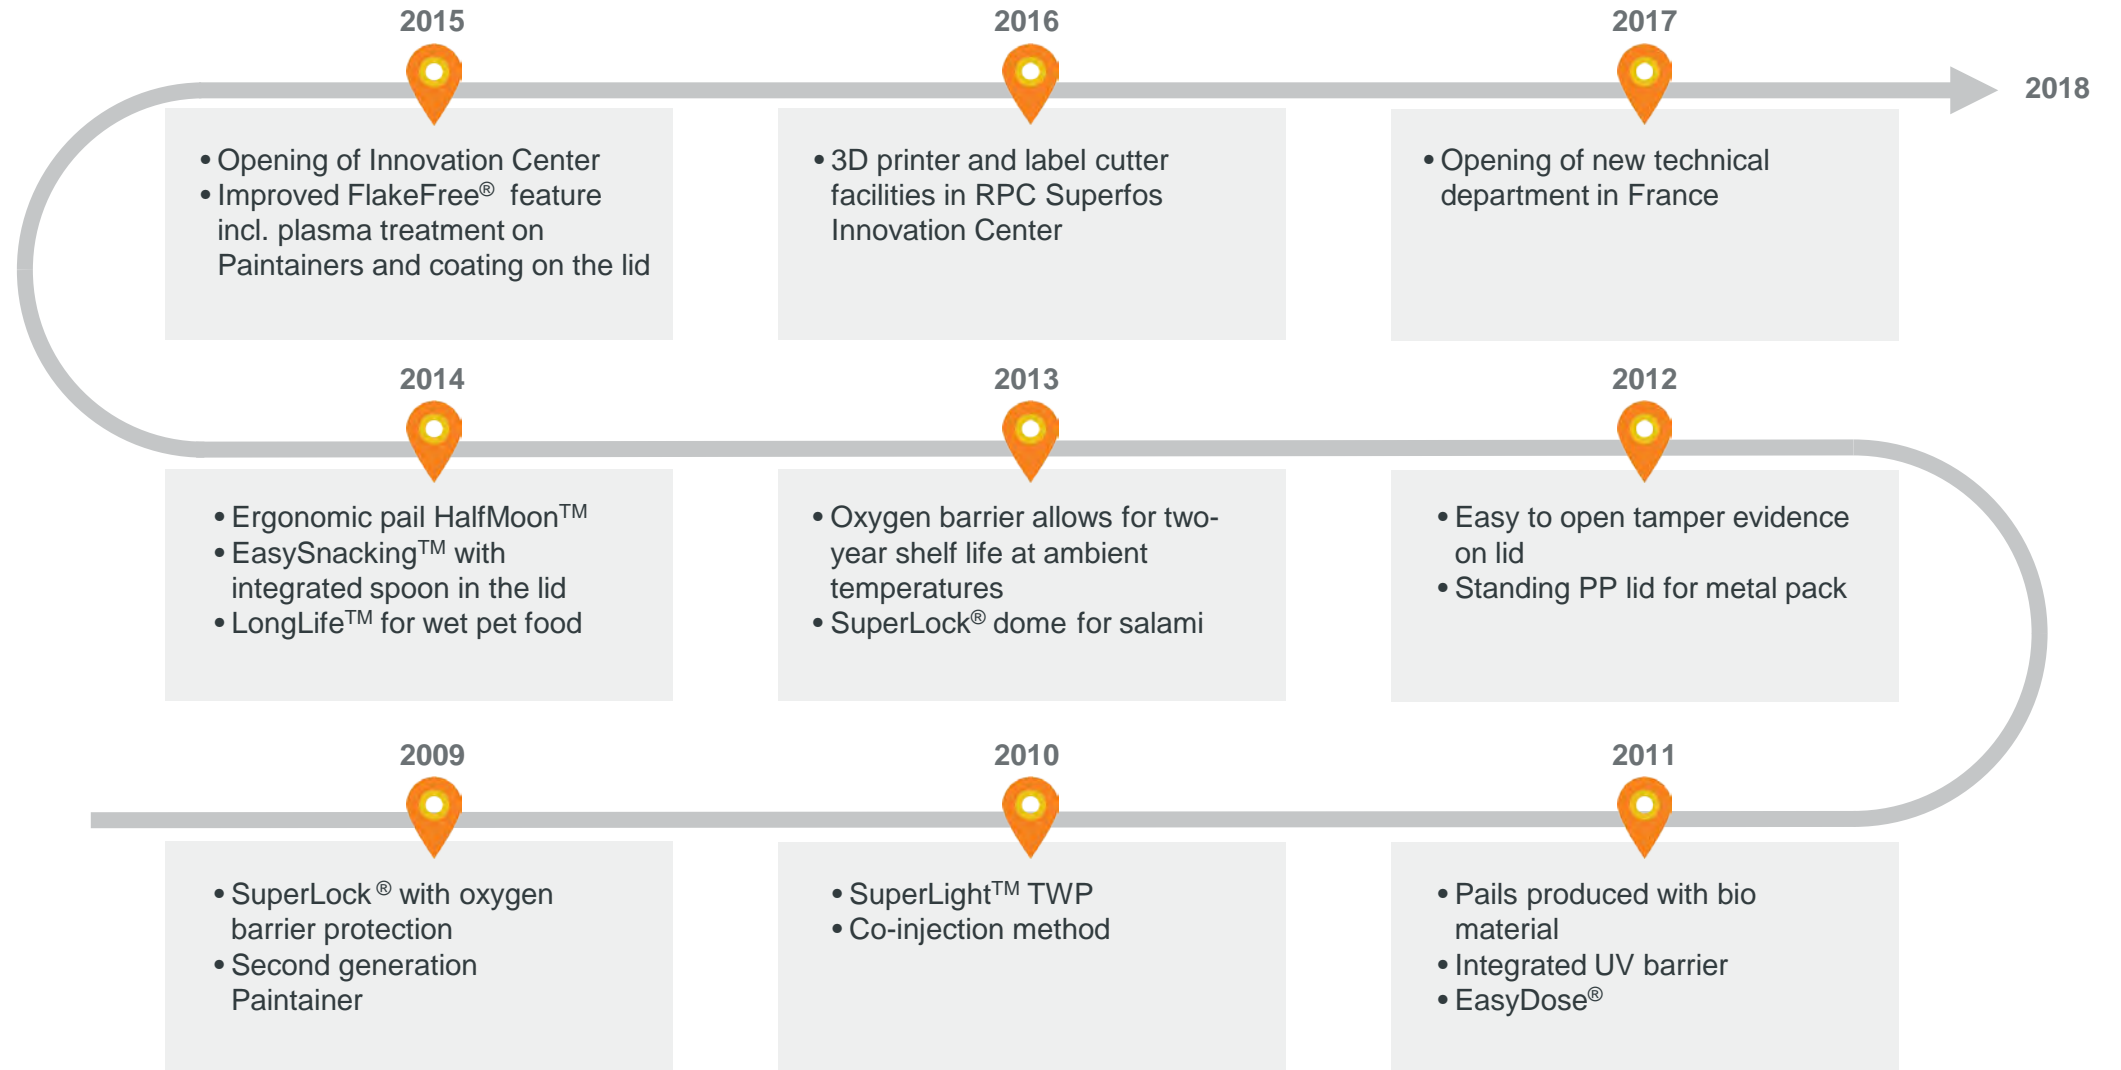 2015
• Opening of Innovation Center
• Improved FlakeFree® feature
incl. plasma treatment on
Paintainers and coating on the lid
2016
• 3D printer and label cutter
facilities in RPC Superfos
Innovation Center
2017
• Opening of new technical
department in France
2018
2014
• Ergonomic pail HalfMoon™
• EasySnacking™ with
integrated spoon in the lid
• LongLife™ for wet pet food
2013
• Oxygen barrier allows for two-
year shelf life at ambient
temperatures
• SuperLock® dome for salami
2012
• Easy to open tamper evidence
on lid
• Standing PP lid for metal pack
2009
• SuperLock® with oxygen
barrier protection
• Second generation
Paintainer
2010
• SuperLight™ TWP
• Co-injection method
2011
• Pails produced with bio
material
• Integrated UV barrier
• EasyDose®